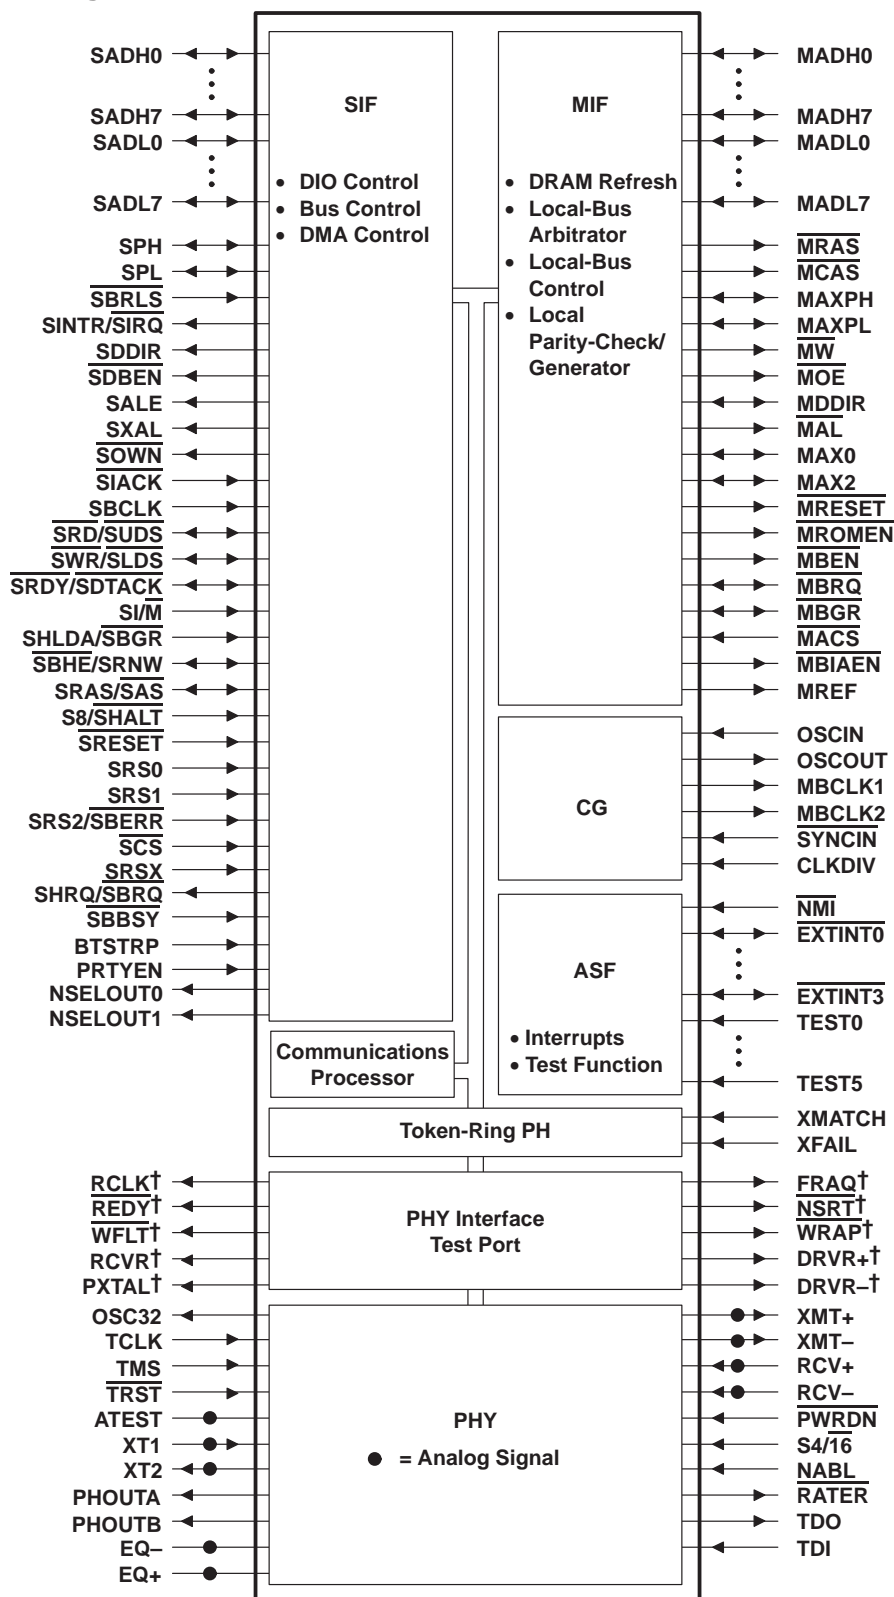 SADH0
SADH7
SADL0
SADL7
SPH
SPL
SBRLS
SINTR/SIRQ
SDDIR
SDBEN
SALE
SXAL
SOWN
SIACK
SBCLK
SRD/SUDS
SWR/SLDS
SRDY/SDTACK
SI/M
SHLDA/SBGR
SBHE/SRNW
SRAS/SAS
S8/SHALT
SRESET
SRS0
SRS1
SRS2/SBERR
SCS
SRSX
SHRQ/SBRQ
SBBSY
BTSTRP
PRTYEN
NSELOUT0
NSELOUT1
RCLK†
REDY†
WFLT†
RCVR†
PXTAL†
OSC32
TCLK
TMS
TRST
ATEST
XT1
XT2
PHOUTA
PHOUTB
EQ–
EQ+
SIF
• DIO Control
• Bus Control
• DMA Control
Communications
Processor
MIF
• DRAM Refresh
• Local-Bus
Arbitrator
• Local-Bus
Control
• Local
Parity-Check/
Generator
CG
ASF
• Interrupts
• Test Function
Token-Ring PH
PHY Interface
Test Port
PHY
● = Analog Signal
MADH0
MADH7
MADL0
MADL7
MRAS
MCAS
MAXPH
MAXPL
MW
MOE
MDDIR
MAL
MAX0
MAX2
MRESET
MROMEN
MBEN
MBRQ
MBGR
MACS
MBIAEN
MREF
OSCIN
OSCOUT
MBCLK1
MBCLK2
SYNCIN
CLKDIV
NMI
EXTINT0
EXTINT3
TEST0
TEST5
XMATCH
XFAIL
FRAQ†
NSRT†
WRAP†
DRVR+†
DRVR–†
XMT+
XMT–
RCV+
RCV–
PWRDN
S4/16
NABL
RATER
TDO
TDI